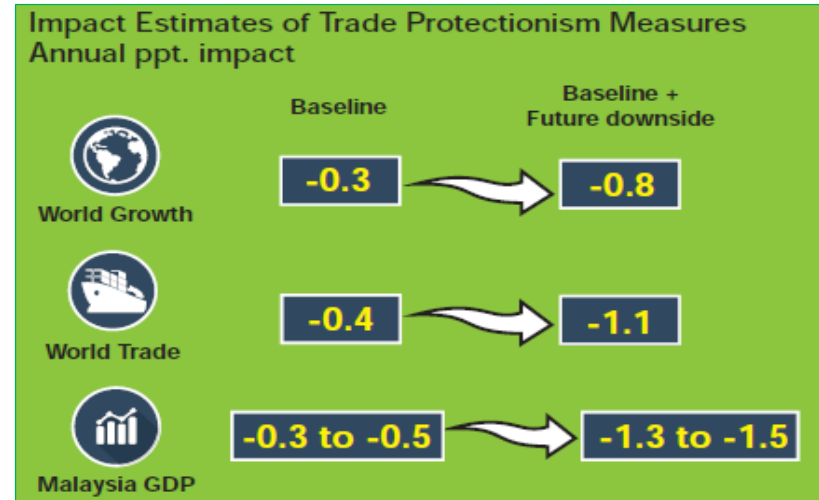 Impact Estimates of Trade Protectionism Measures
Annual ppt. impact
Baseline
Baseline +
Future downside
World Growth
-0.3
-0.8
World Trade
-0.4
-1.1
Malaysia GDP
-0.3 to -0.5
-1.3 to -1.5